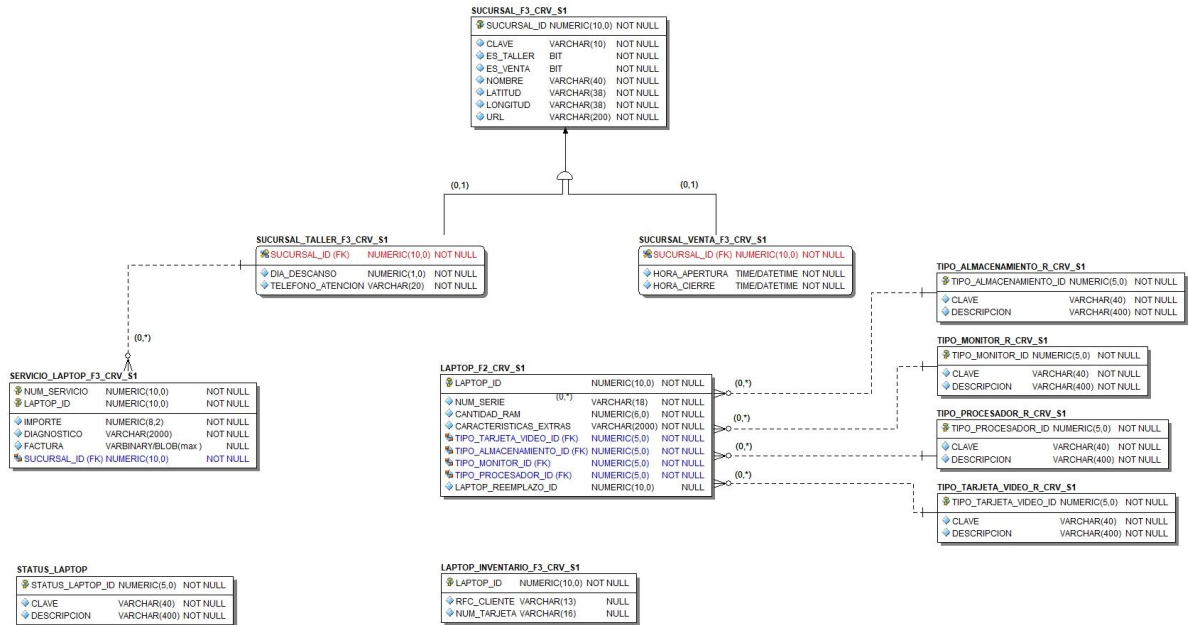 SUCURSAL_F3_CRV_S1
SUCURSAL_ID NUMERIC(10,0) NOT NULL
CLAVE VARCHAR(10) NOT NULL
ES_TALLER BIT NOT NULL
ES_VENTA BIT NOT NULL
NOMBRE VARCHAR(40) NOT NULL
LATITUD VARCHAR(38) NOT NULL
LONGITUD VARCHAR(38) NOT NULL
URL VARCHAR(200) NOT NULL
(0,1)
(0,1)
SUCURSAL_TALLER_F3_CRV_S1
SUCURSAL_ID (FK) NUMERIC(10,0) NOT NULL
DIA_DESCANSO NUMERIC(1,0) NOT NULL
TELEFONO_ATENCION VARCHAR(20) NOT NULL
SUCURSAL_VENTA_F3_CRV_S1
SUCURSAL_ID (FK) NUMERIC(10,0) NOT NULL
HORA_APERTURA TIME/DATETIME NOT NULL
HORA_CIERRE TIME/DATETIME NOT NULL
TIPO_ALMACENAMIENTO_R_CRV_S1
TIPO_ALMACENAMIENTO_ID NUMERIC(5,0) NOT NULL
CLAVE VARCHAR(40) NOT NULL
DESCRIPCION VARCHAR(400) NOT NULL
(0,*)
SERVICIO_LAPTOP_F3_CRV_S1
NUM_SERVICIO NUMERIC(10,0) NOT NULL
LAPTOP_ID NUMERIC(10,0) NOT NULL
IMPORTE NUMERIC(8,2) NOT NULL
DIAGNOSTICO VARCHAR(2000) NOT NULL
FACTURA VARBINARY/BLOB(max ) NULL
SUCURSAL_ID (FK) NUMERIC(10,0) NOT NULL
LAPTOP_F2_CRV_S1
LAPTOP_ID NUMERIC(10,0) NOT NULL
(0,*)
NUM_SERIE VARCHAR(18) NOT NULL
CANTIDAD_RAM NUMERIC(6,0) NOT NULL
CARACTERISTICAS_EXTRAS VARCHAR(2000) NOT NULL
TIPO_TARJETA_VIDEO_ID (FK) NUMERIC(5,0) NOT NULL
TIPO_ALMACENAMIENTO_ID (FK) NUMERIC(5,0) NOT NULL
TIPO_MONITOR_ID (FK) NUMERIC(5,0) NOT NULL
TIPO_PROCESADOR_ID (FK) NUMERIC(5,0) NOT NULL
LAPTOP_REEMPLAZO_ID NUMERIC(10,0) NULL
(0,*)
(0,*)
(0,*)
(0,*)
TIPO_MONITOR_R_CRV_S1
TIPO_MONITOR_ID NUMERIC(5,0) NOT NULL
CLAVE VARCHAR(40) NOT NULL
DESCRIPCION VARCHAR(400) NOT NULL
TIPO_PROCESADOR_R_CRV_S1
TIPO_PROCESADOR_ID NUMERIC(5,0) NOT NULL
CLAVE VARCHAR(40) NOT NULL
DESCRIPCION VARCHAR(400) NOT NULL
TIPO_TARJETA_VIDEO_R_CRV_S1
TIPO_TARJETA_VIDEO_ID NUMERIC(5,0) NOT NULL
CLAVE VARCHAR(40) NOT NULL
DESCRIPCION VARCHAR(400) NOT NULL
STATUS_LAPTOP
STATUS_LAPTOP_ID NUMERIC(5,0) NOT NULL
CLAVE VARCHAR(40) NOT NULL
DESCRIPCION VARCHAR(400) NOT NULL
LAPTOP_INVENTARIO_F3_CRV_S1
LAPTOP_ID NUMERIC(10,0) NOT NULL
RFC_CLIENTE VARCHAR(13) NULL
NUM_TARJETA VARCHAR(16) NULL